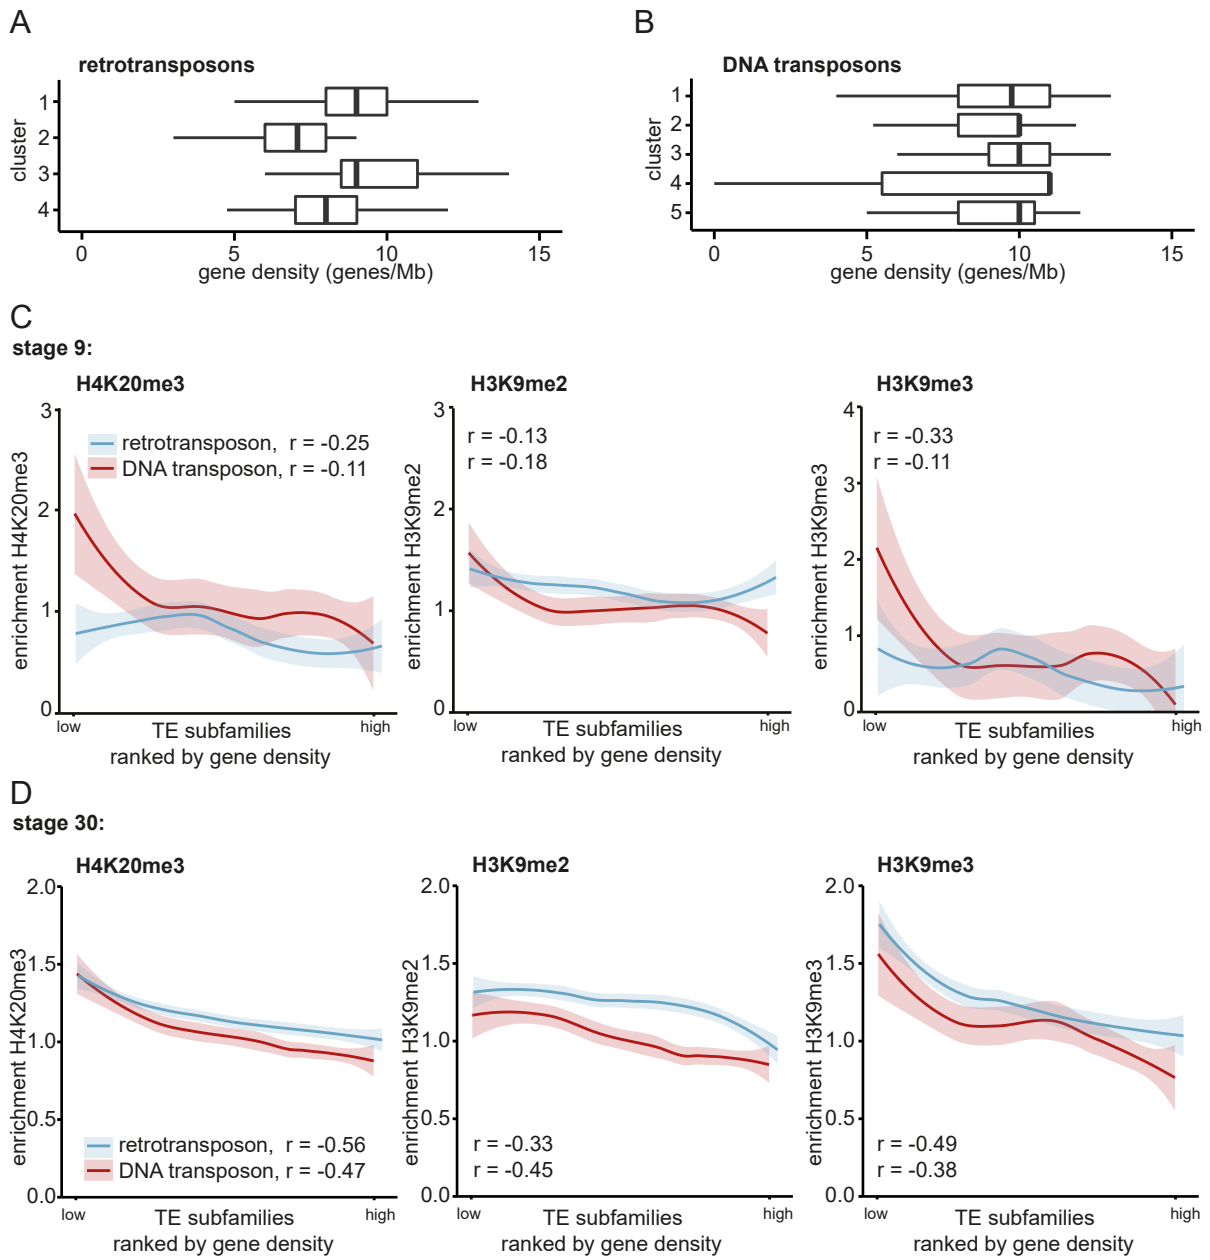 A
retrotransposons
cluster
1
2
3
4
0 5 10 15
gene density (genes/Mb)
B
DNA transposons
cluster
1
2
3
4
5
0 5 10 15
gene density (genes/Mb)
C
stage 9:
H4K20me3
enrichment H4K20me3
3
2
1
0
retrotransposon, r = -0.25
DNA transposon, r = -0.11
low high
TE subfamilies
ranked by gene density
H3K9me2
enrichment H3K9me2
3
2
1
0
r = -0.13
r = -0.18
low high
TE subfamilies
ranked by gene density
H3K9me3
enrichment H3K9me3
4
3
2
1
0
r = -0.33
r = -0.11
low high
TE subfamilies
ranked by gene density
D
stage 30:
H4K20me3
enrichment H4K20me3
2.0
1.5
1.0
0.5
0.0
retrotransposon, r = -0.56
DNA transposon, r = -0.47
low high
TE subfamilies
ranked by gene density
H3K9me2
enrichment H3K9me2
2.0
1.5
1.0
0.5
0.0
r = -0.33
r = -0.45
low high
TE subfamilies
ranked by gene density
H3K9me3
enrichment H3K9me3
2.0
1.5
1.0
0.5
0.0
r = -0.49
r = -0.38
low high
TE subfamilies
ranked by gene density